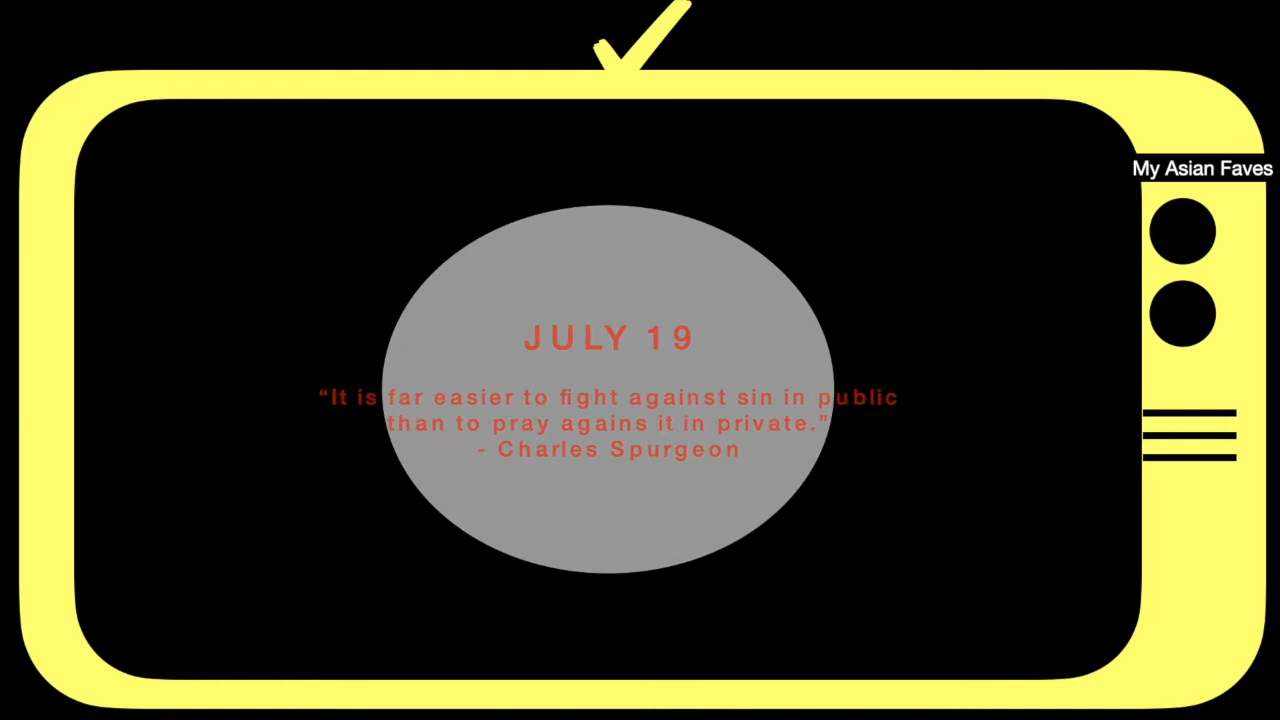 My Asian Faves
JULY 19
“It is far easier to fight against sin in public
than to pray agains it in private.”
- Charles Spurgeon